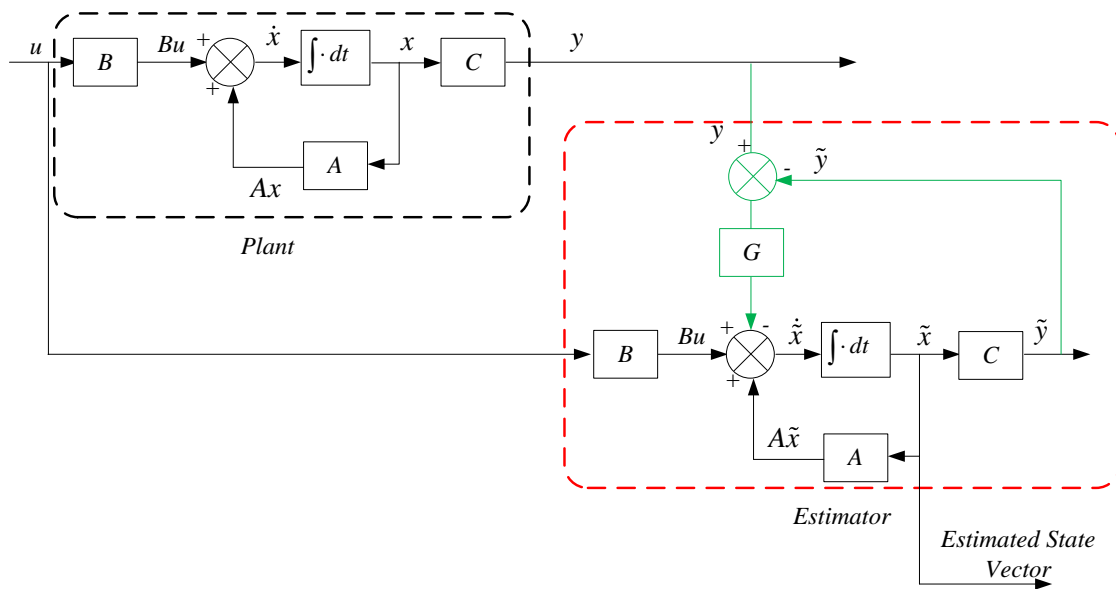 u
B
Bu
+
+
ẋ
∫· dt
x
C
y
A
Ax
Plant
y
+
-
ỹ
G
B
Bu
+
-
+
x̃̇
∫· dt
x̃
C
ỹ
Ax̃
A
Estimator
Estimated State
Vector